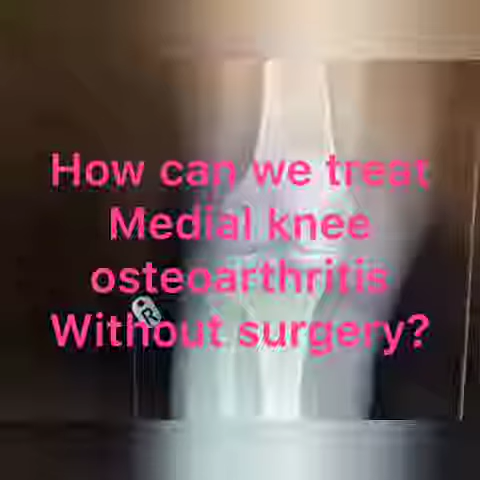 How can we treat
Medial knee
osteoarthritis
Without surgery?
R